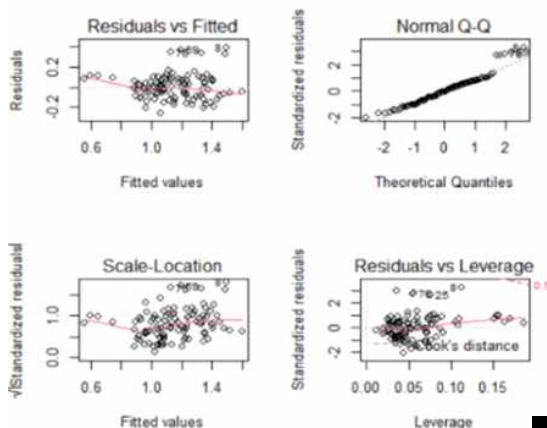 Residuals vs Fitted
Residuals
0.2
-0.2
0.6 1.0 1.4
Fitted values
Normal Q-Q
Standardized residuals
2
0
-2
-2 -1 0 1 2
Theoretical Quantiles
Scale-Location
√|Standardized residuals|
1.0
0.0
0.6 1.0 1.4
Fitted values
Residuals vs Leverage
Standardized residuals
2
0
-2
Cook's distance
0.00 0.05 0.10 0.15
Leverage